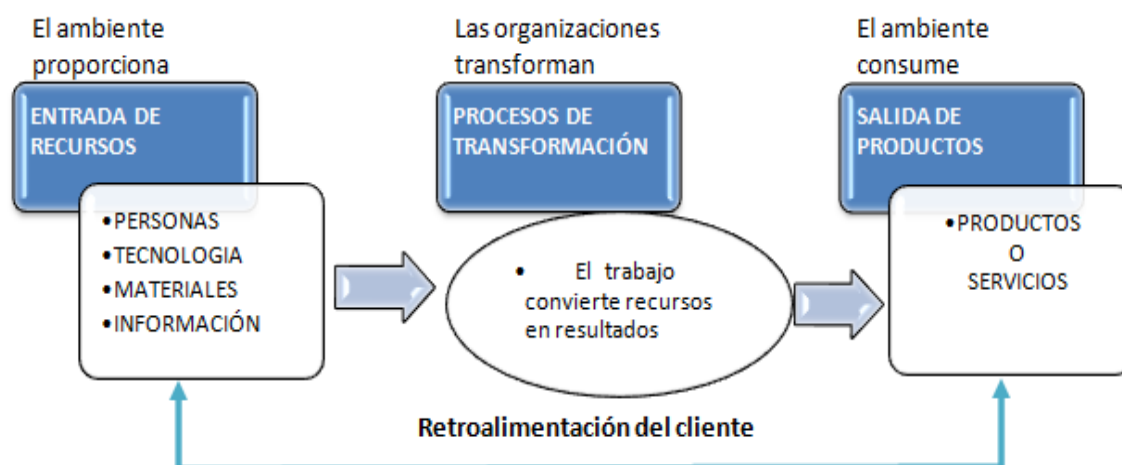 El ambiente
proporciona
ENTRADA DE
RECURSOS
•PERSONAS
•TECNOLOGIA
•MATERIALES
•INFORMACIÓN
Las organizaciones
transforman
PROCESOS DE
TRANSFORMACIÓN
• El trabajo
convierte recursos
en resultados
El ambiente
consume
SALIDA DE
PRODUCTOS
•PRODUCTOS
O
SERVICIOS
Retroalimentación del cliente